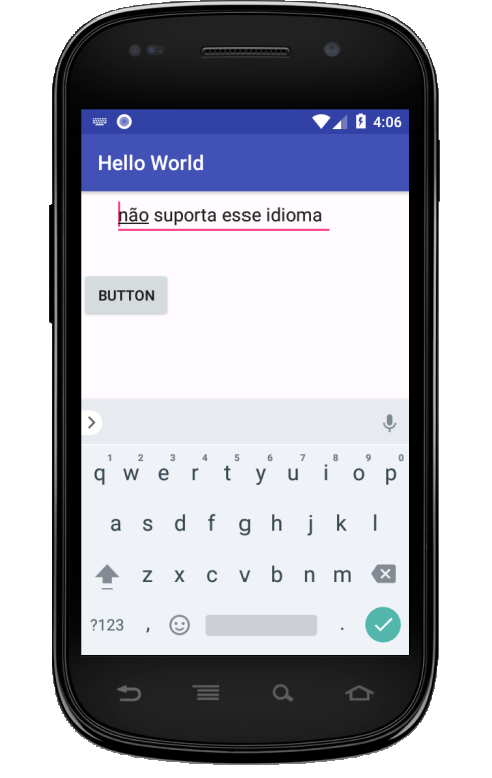 4:06
Hello World
não suporta esse idioma
BUTTON
1 2 3 4 5 6 7 8 9 0
q w e r t y u i o p
a s d f g h j k l
z x c v b n m
?123 , .